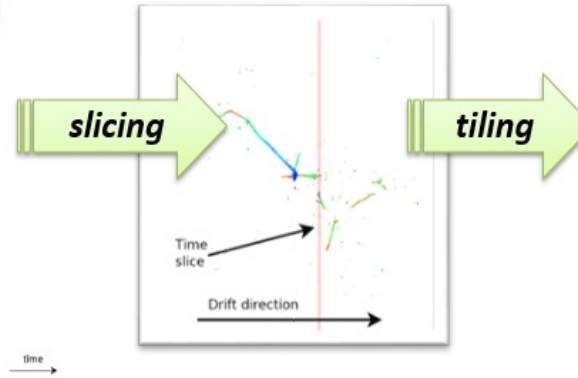 slicing
tiling
Time
slice
Drift direction
time